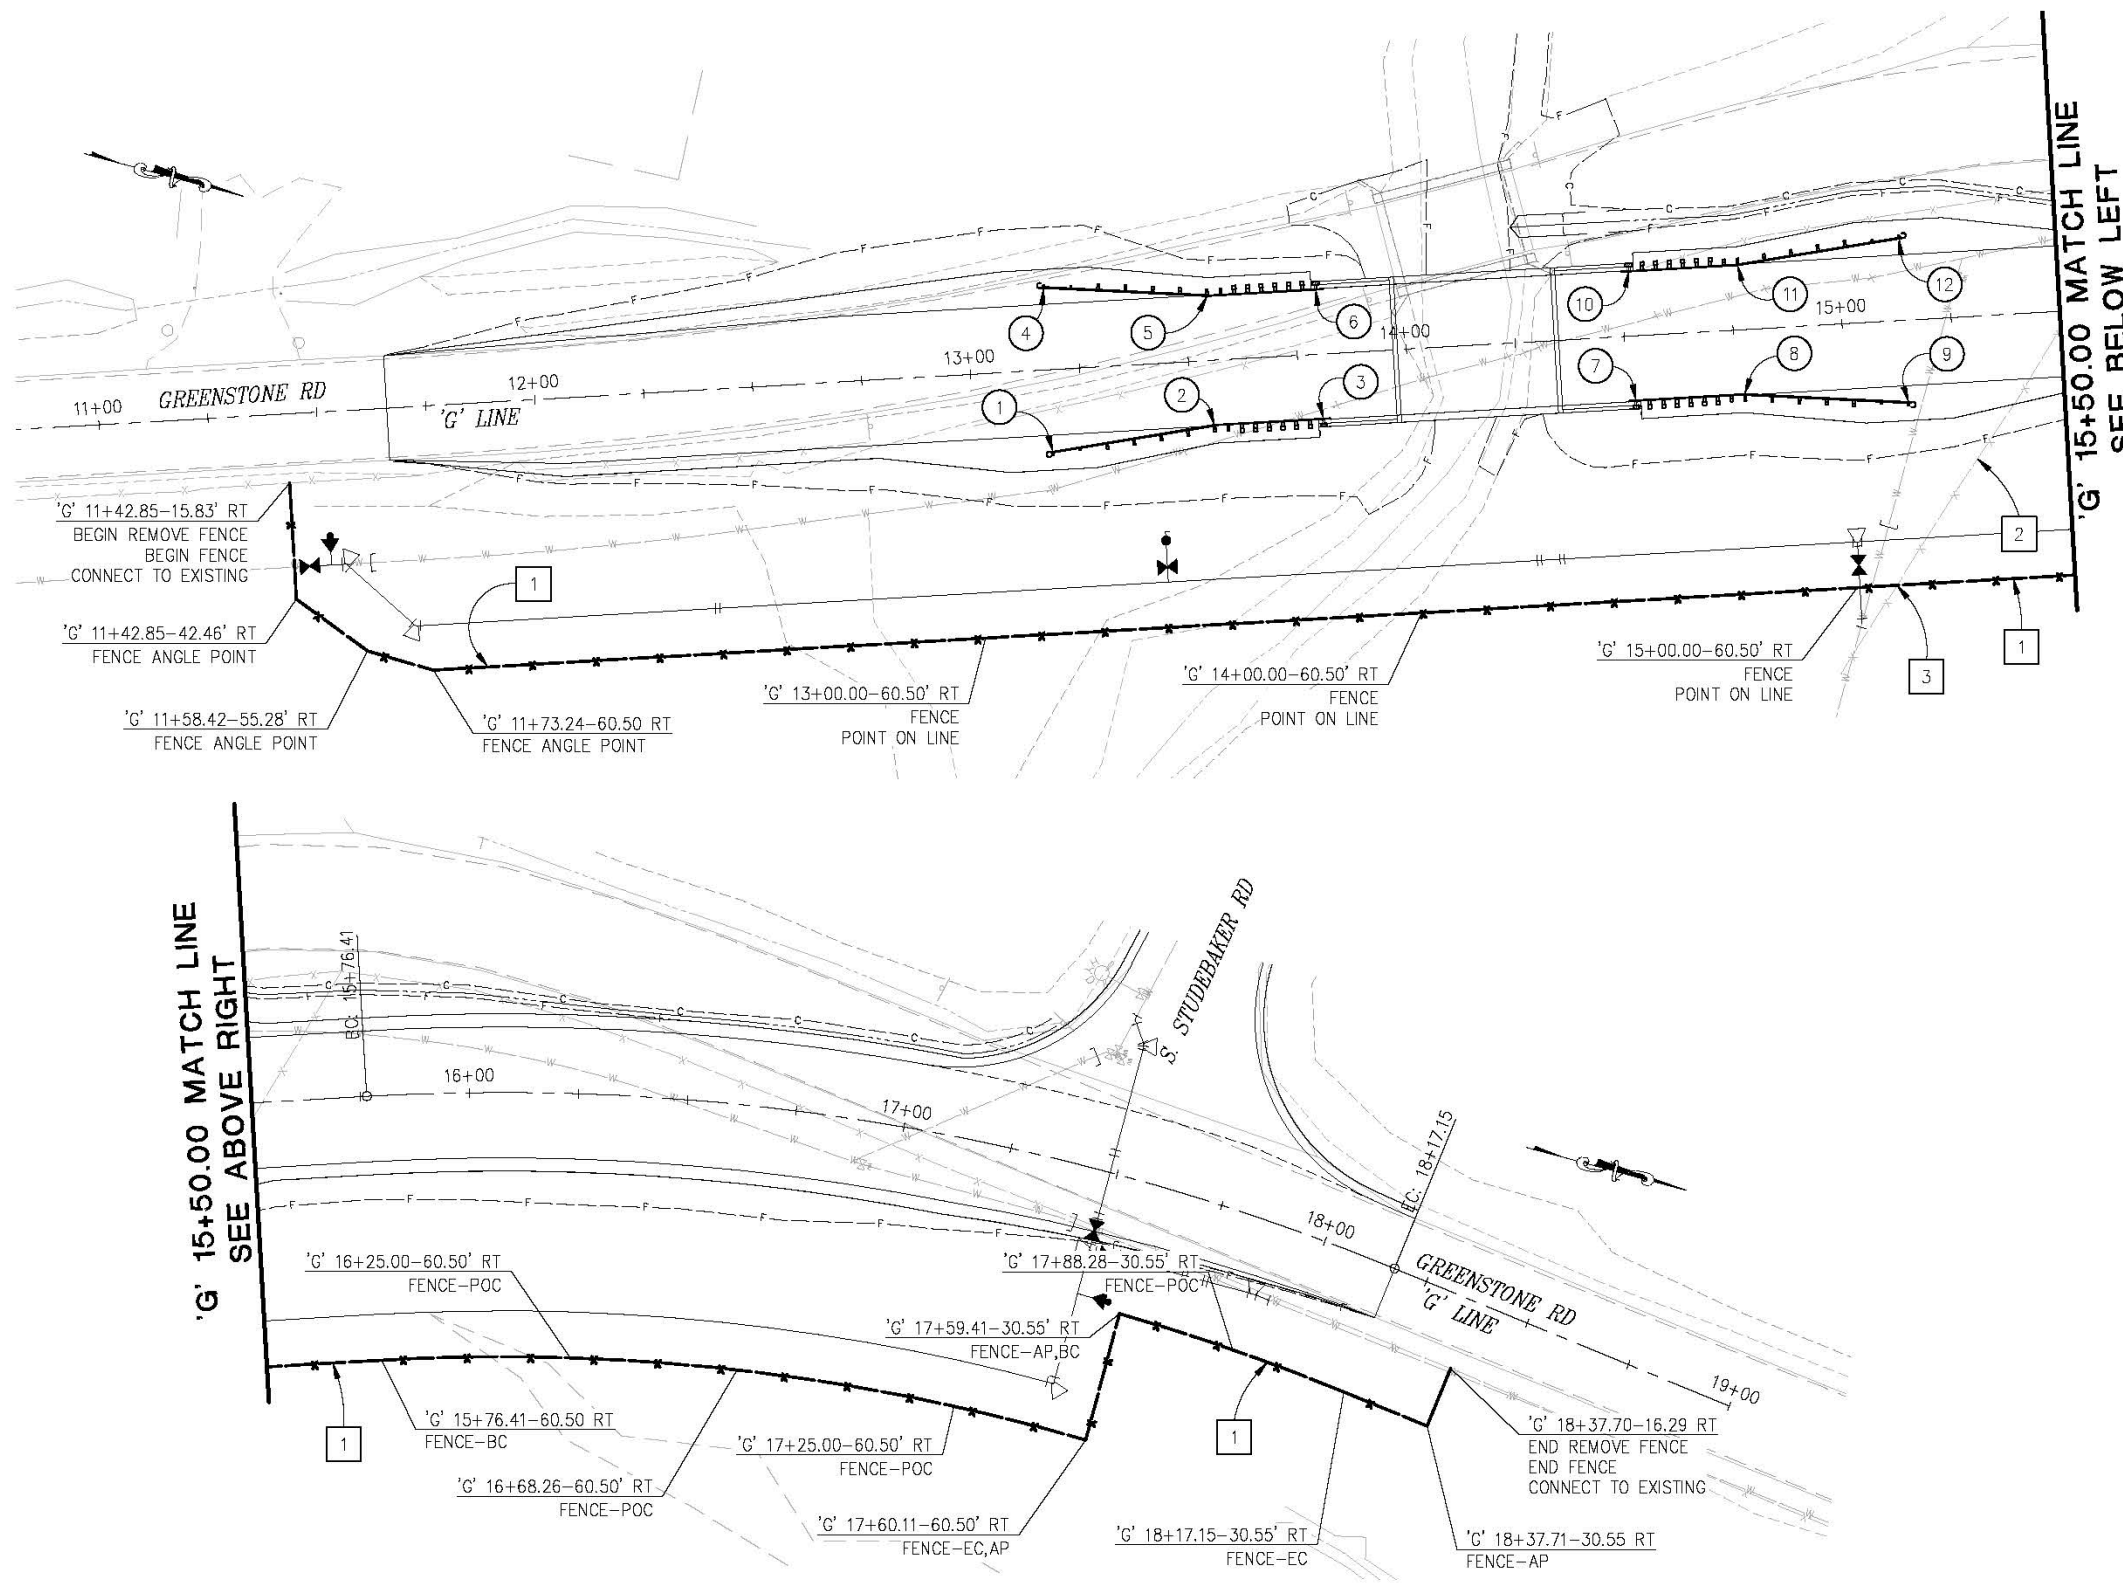 'G' 15+50.00 MATCH LINE
SEE BELOW LEFT
11+00
GREENSTONE RD
12+00
'G' LINE
13+00
14+00
15+00
1
2
3
4
5
6
7
8
9
10
11
12
'G' 11+42.85-15.83' RT
BEGIN REMOVE FENCE
BEGIN FENCE
CONNECT TO EXISTING
'G' 11+42.85-42.46' RT
FENCE ANGLE POINT
'G' 11+58.42-55.28' RT
FENCE ANGLE POINT
'G' 11+73.24-60.50 RT
FENCE ANGLE POINT
1
'G' 13+00.00-60.50' RT
FENCE
POINT ON LINE
'G' 14+00.00-60.50' RT
FENCE
POINT ON LINE
'G' 15+00.00-60.50' RT
FENCE
POINT ON LINE
2
3
1
'G' 15+50.00 MATCH LINE
SEE ABOVE RIGHT
BC: 15+76.41
16+00
17+00
S. STUDEBAKER RD
18+00
EC: 18+17.15
GREENSTONE RD
'G' LINE
19+00
'G' 16+25.00-60.50' RT
FENCE-POC
'G' 17+88.28-30.55' RT
FENCE-POC
'G' 17+59.41-30.55' RT
FENCE-AP,BC
1
'G' 15+76.41-60.50 RT
FENCE-BC
'G' 16+68.26-60.50' RT
FENCE-POC
'G' 17+25.00-60.50' RT
FENCE-POC
'G' 17+60.11-60.50' RT
FENCE-EC,AP
1
'G' 18+17.15-30.55' RT
FENCE-EC
'G' 18+37.70-16.29 RT
END REMOVE FENCE
END FENCE
CONNECT TO EXISTING
'G' 18+37.71-30.55 RT
FENCE-AP